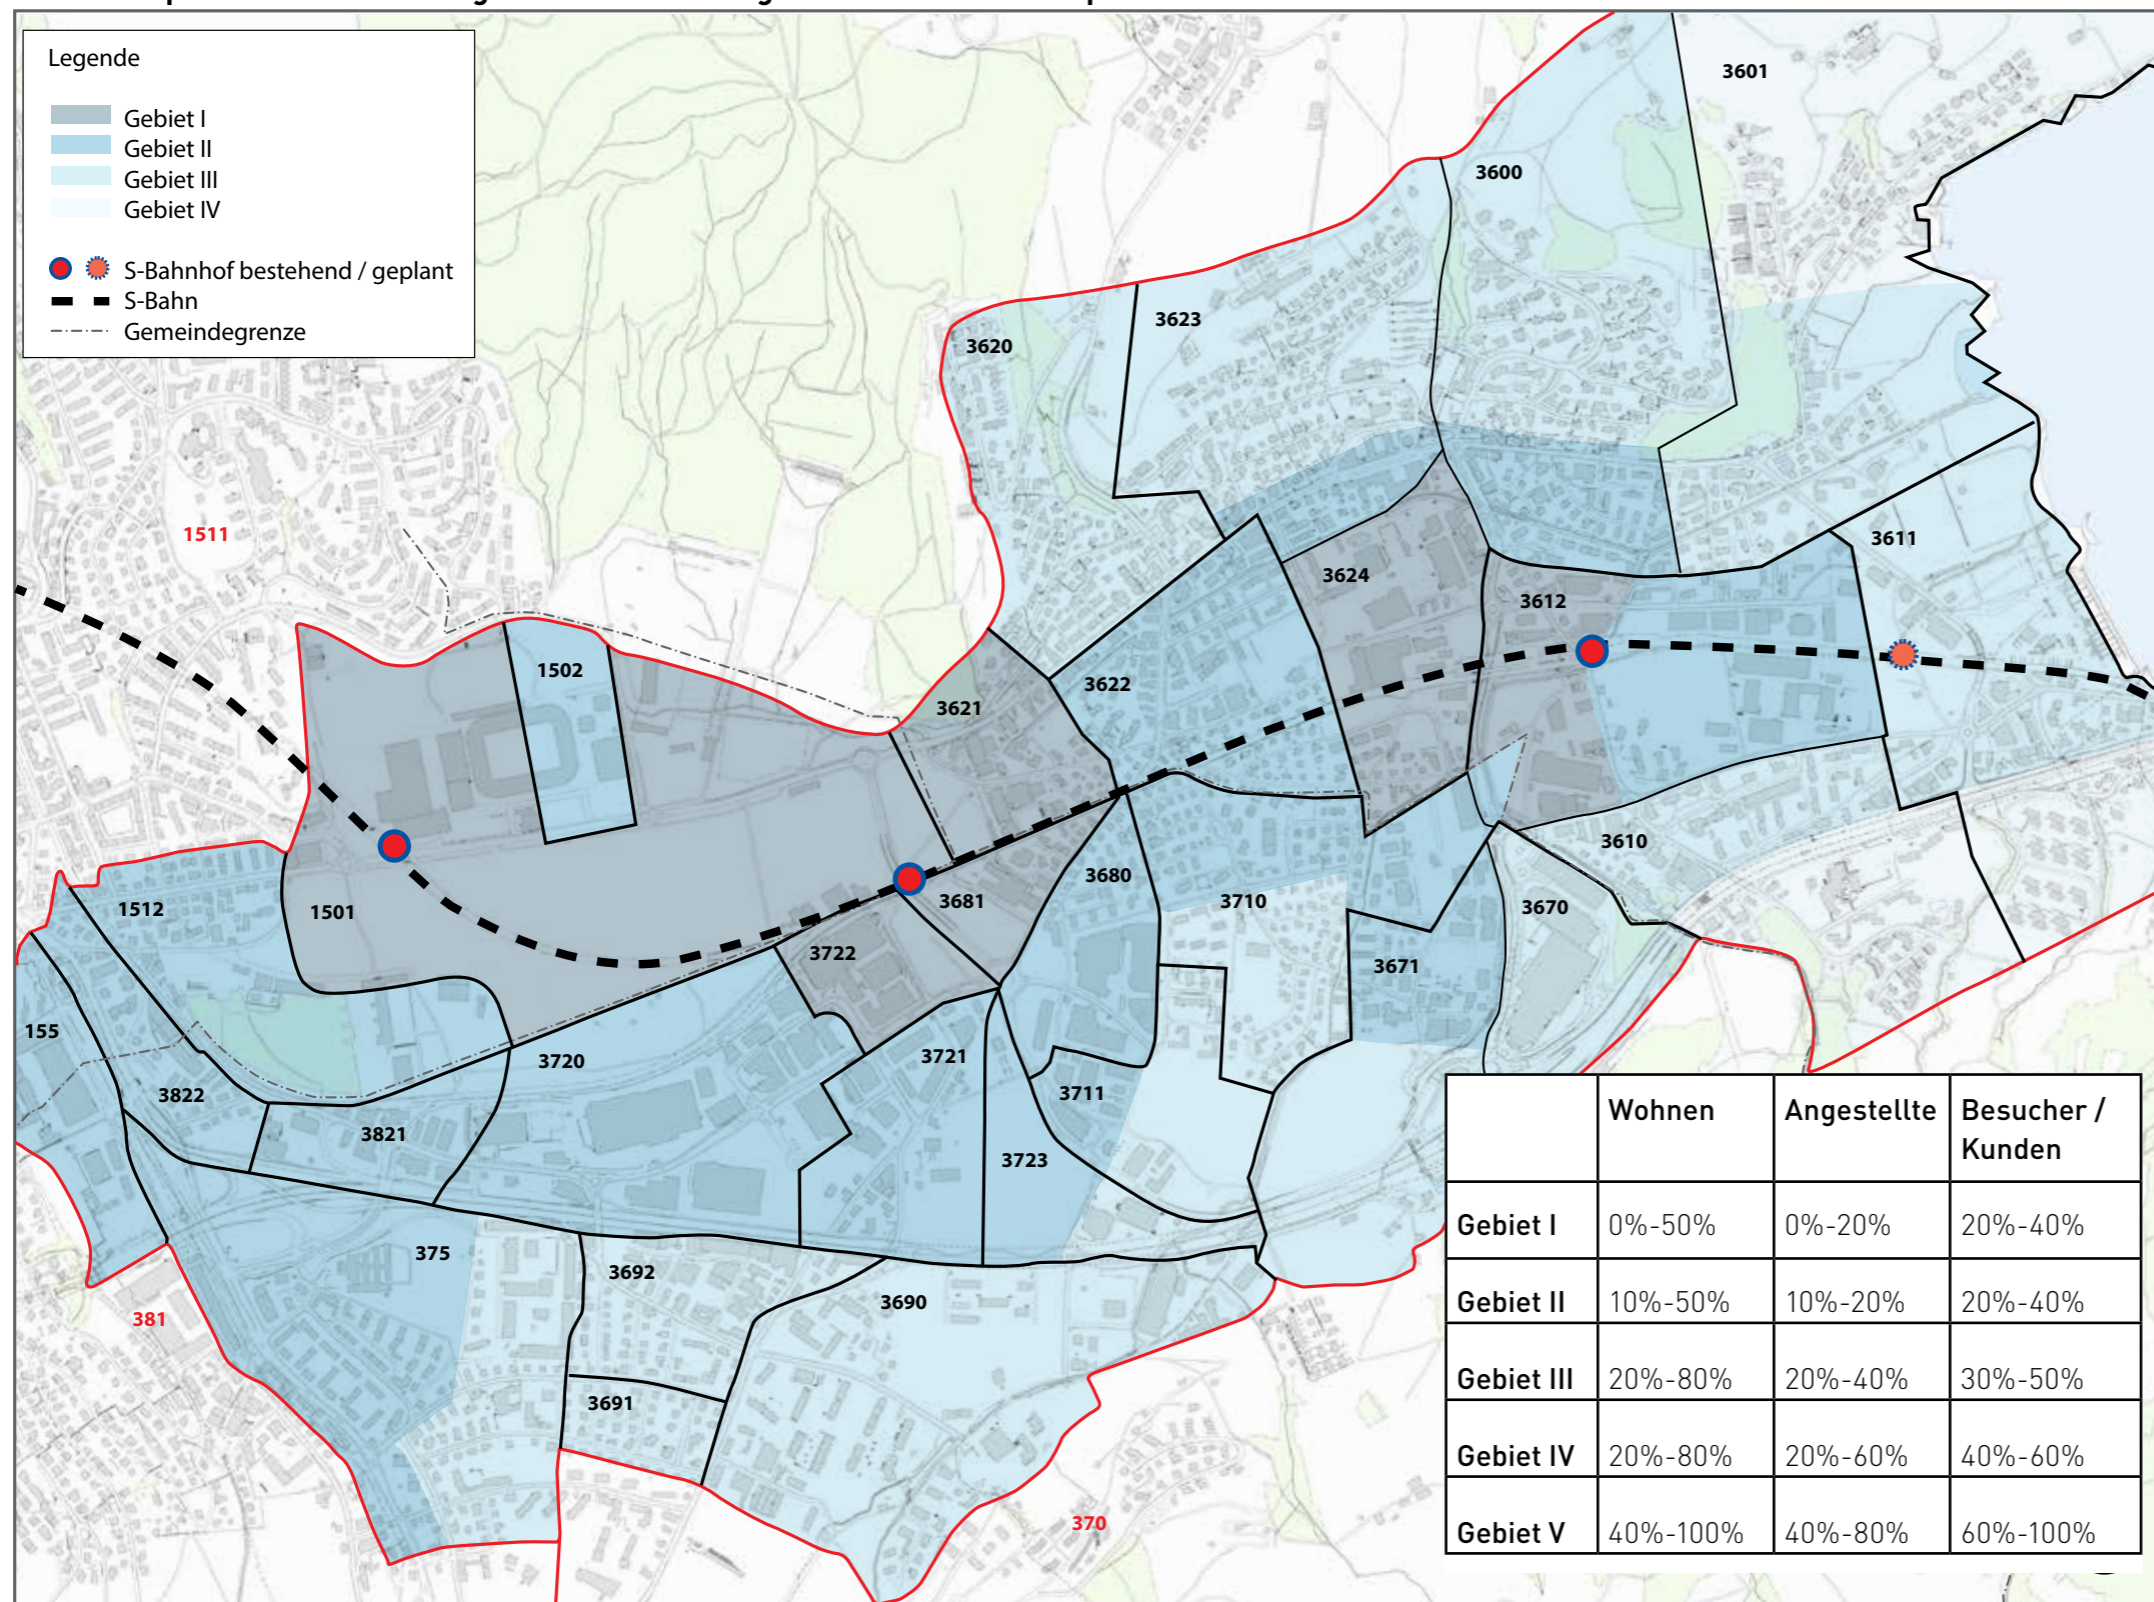 Legende
Gebiet I
Gebiet II
Gebiet III
Gebiet IV
S-Bahnhof bestehend / geplant
S-Bahn
Gemeindegrenze
3601
3600
3623
3620
1511
3611
3624
3612
1502
3622
3621
3610
3680
3681
3710
3670
1512
1501
3722
3671
155
3720
3721
3822
3711
3821
3723
375
3692
3690
381
3691
370
Wohnen Angestellte Besucher / Kunden
Gebiet I 0%-50% 0%-20% 20%-40%
Gebiet II 10%-50% 10%-20% 20%-40%
Gebiet III 20%-80% 20%-40% 30%-50%
Gebiet IV 20%-80% 20%-60% 40%-60%
Gebiet V 40%-100% 40%-80% 60%-100%